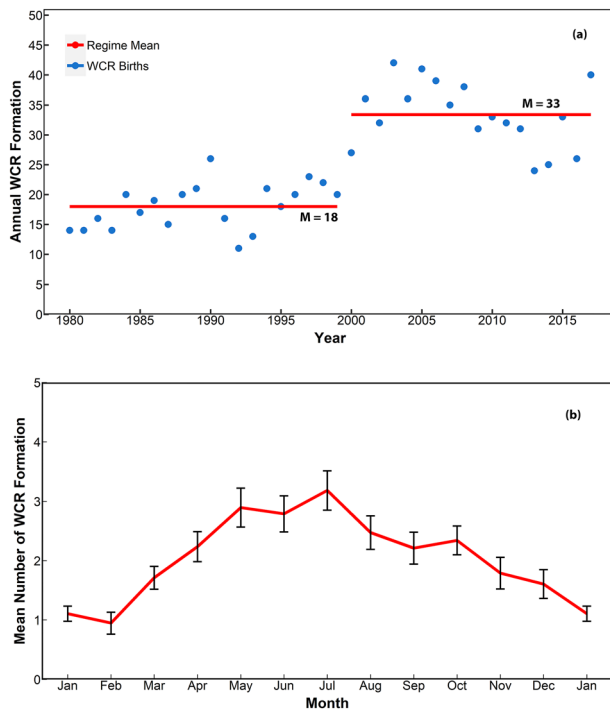 50
(a)
Regime Mean
45
WCR Births
40
M = 33
35
30
25
20
M = 18
15
10
5
0
1980 1985 1990 1995 2000 2005 2010 2015
Annual WCR Formation
Year
5
(b)
4
3
2
1
0
Jan Feb Mar Apr May Jun Jul Aug Sep Oct Nov Dec Jan
Mean Number of WCR Formation
Month